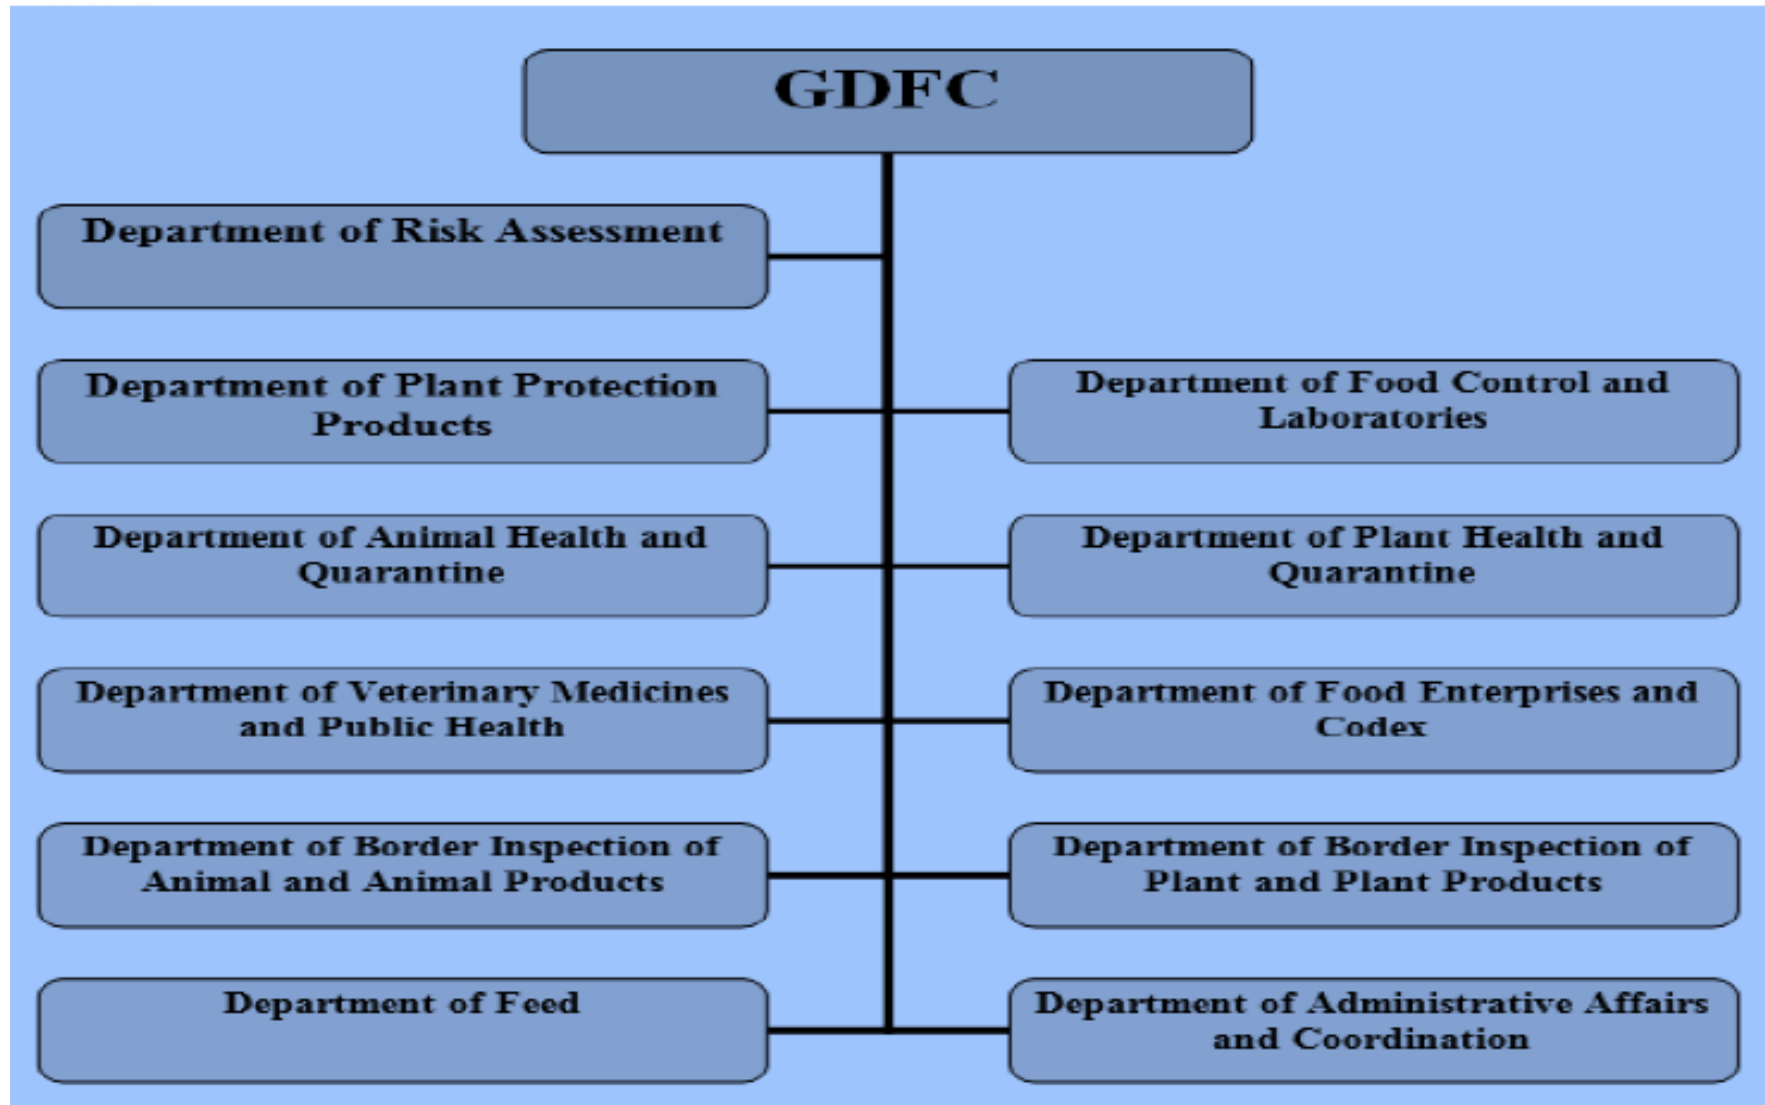 GDFC
Department of Risk Assessment
Department of Plant Protection
Products
Department of Food Control and
Laboratories
Department of Animal Health and
Quarantine
Department of Plant Health and
Quarantine
Department of Veterinary Medicines
and Public Health
Department of Food Enterprises and
Codex
Department of Border Inspection of
Animal and Animal Products
Department of Border Inspection of
Plant and Plant Products
Department of Feed
Department of Administrative Affairs
and Coordination